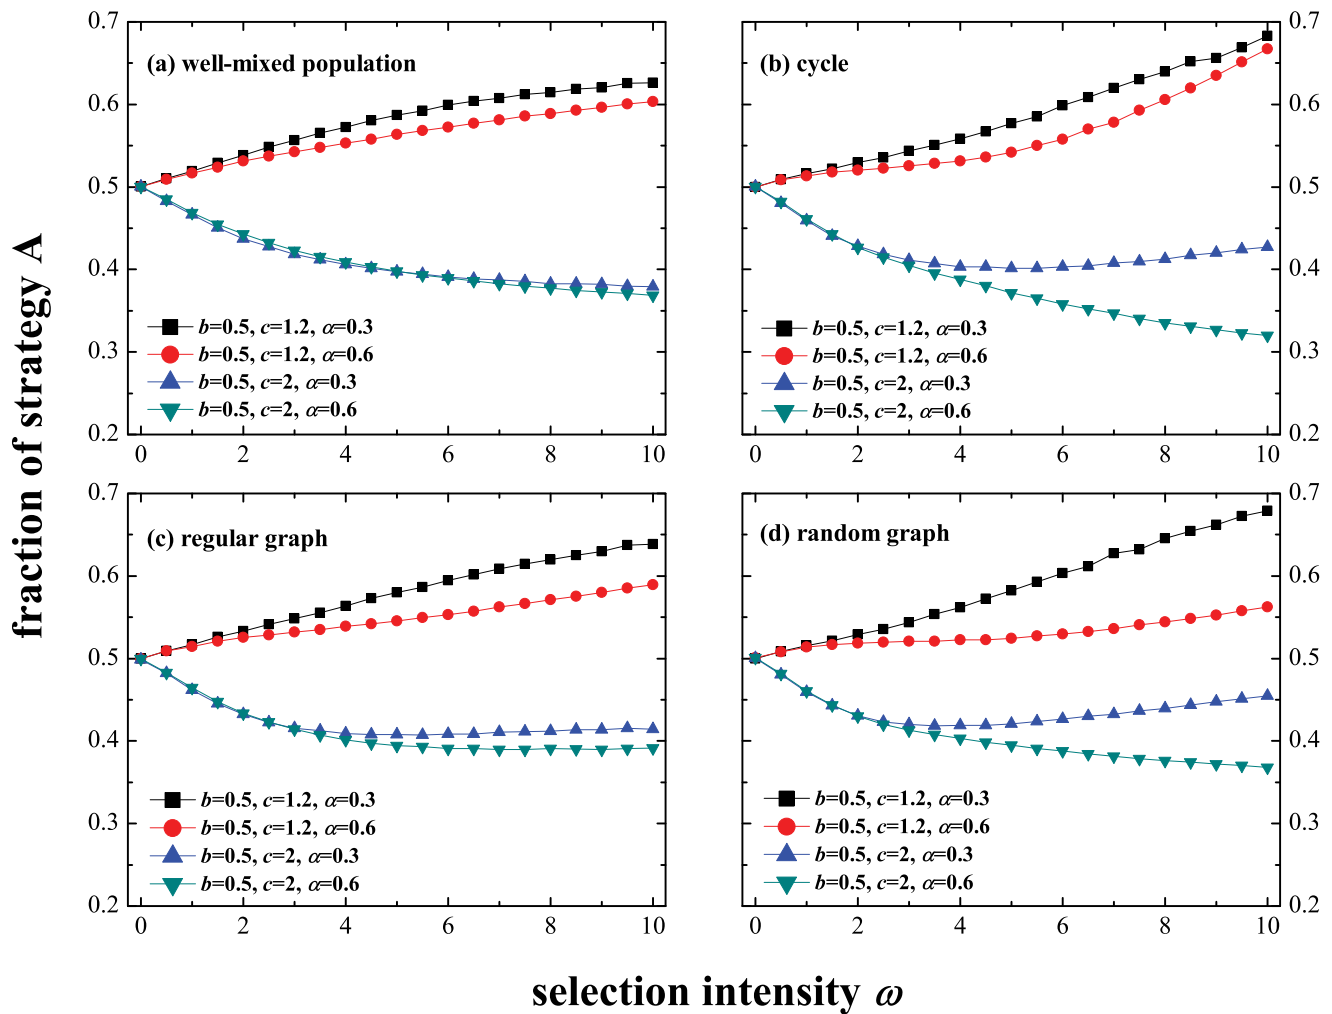 fraction of strategy A
(a) well-mixed population
0.7
0.6
0.5
0.4
0.3
0.2
b=0.5, c=1.2, α=0.3
b=0.5, c=1.2, α=0.6
b=0.5, c=2, α=0.3
b=0.5, c=2, α=0.6
0 2 4 6 8 10
(b) cycle
0.7
0.6
0.5
0.4
0.3
0.2
b=0.5, c=1.2, α=0.3
b=0.5, c=1.2, α=0.6
b=0.5, c=2, α=0.3
b=0.5, c=2, α=0.6
0 2 4 6 8 10
(c) regular graph
0.7
0.6
0.5
0.4
0.3
0.2
b=0.5, c=1.2, α=0.3
b=0.5, c=1.2, α=0.6
b=0.5, c=2, α=0.3
b=0.5, c=2, α=0.6
0 2 4 6 8 10
(d) random graph
0.7
0.6
0.5
0.4
0.3
0.2
b=0.5, c=1.2, α=0.3
b=0.5, c=1.2, α=0.6
b=0.5, c=2, α=0.3
b=0.5, c=2, α=0.6
0 2 4 6 8 10
selection intensity ω